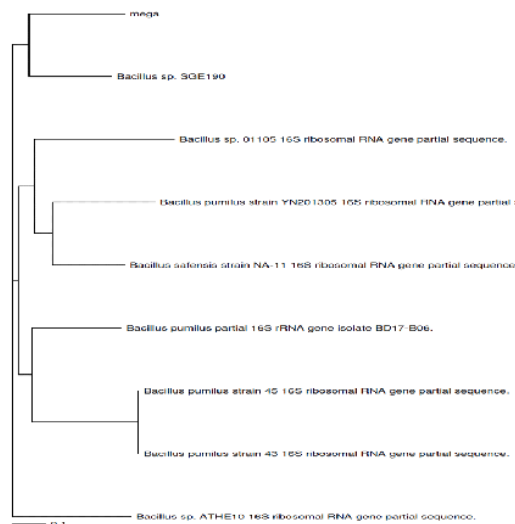 mega
Bacillus sp. SGE190
Bacillus sp. 01105 16S ribosomal RNA gene partial sequence.
Bacillus pumilus strain YN201305 16S ribosomal RNA gene partial
Bacillus safensis strain NA-11 16S ribosomal RNA gene partial sequence
Bacillus pumilus partial 16S rRNA gene isolate BD17-B06.
Bacillus pumilus strain 45 16S ribosomal RNA gene partial sequence.
Bacillus pumilus strain 43 16S ribosomal RNA gene partial sequence.
Bacillus sp. ATHE10 16S ribosomal RNA gene partial sequence.